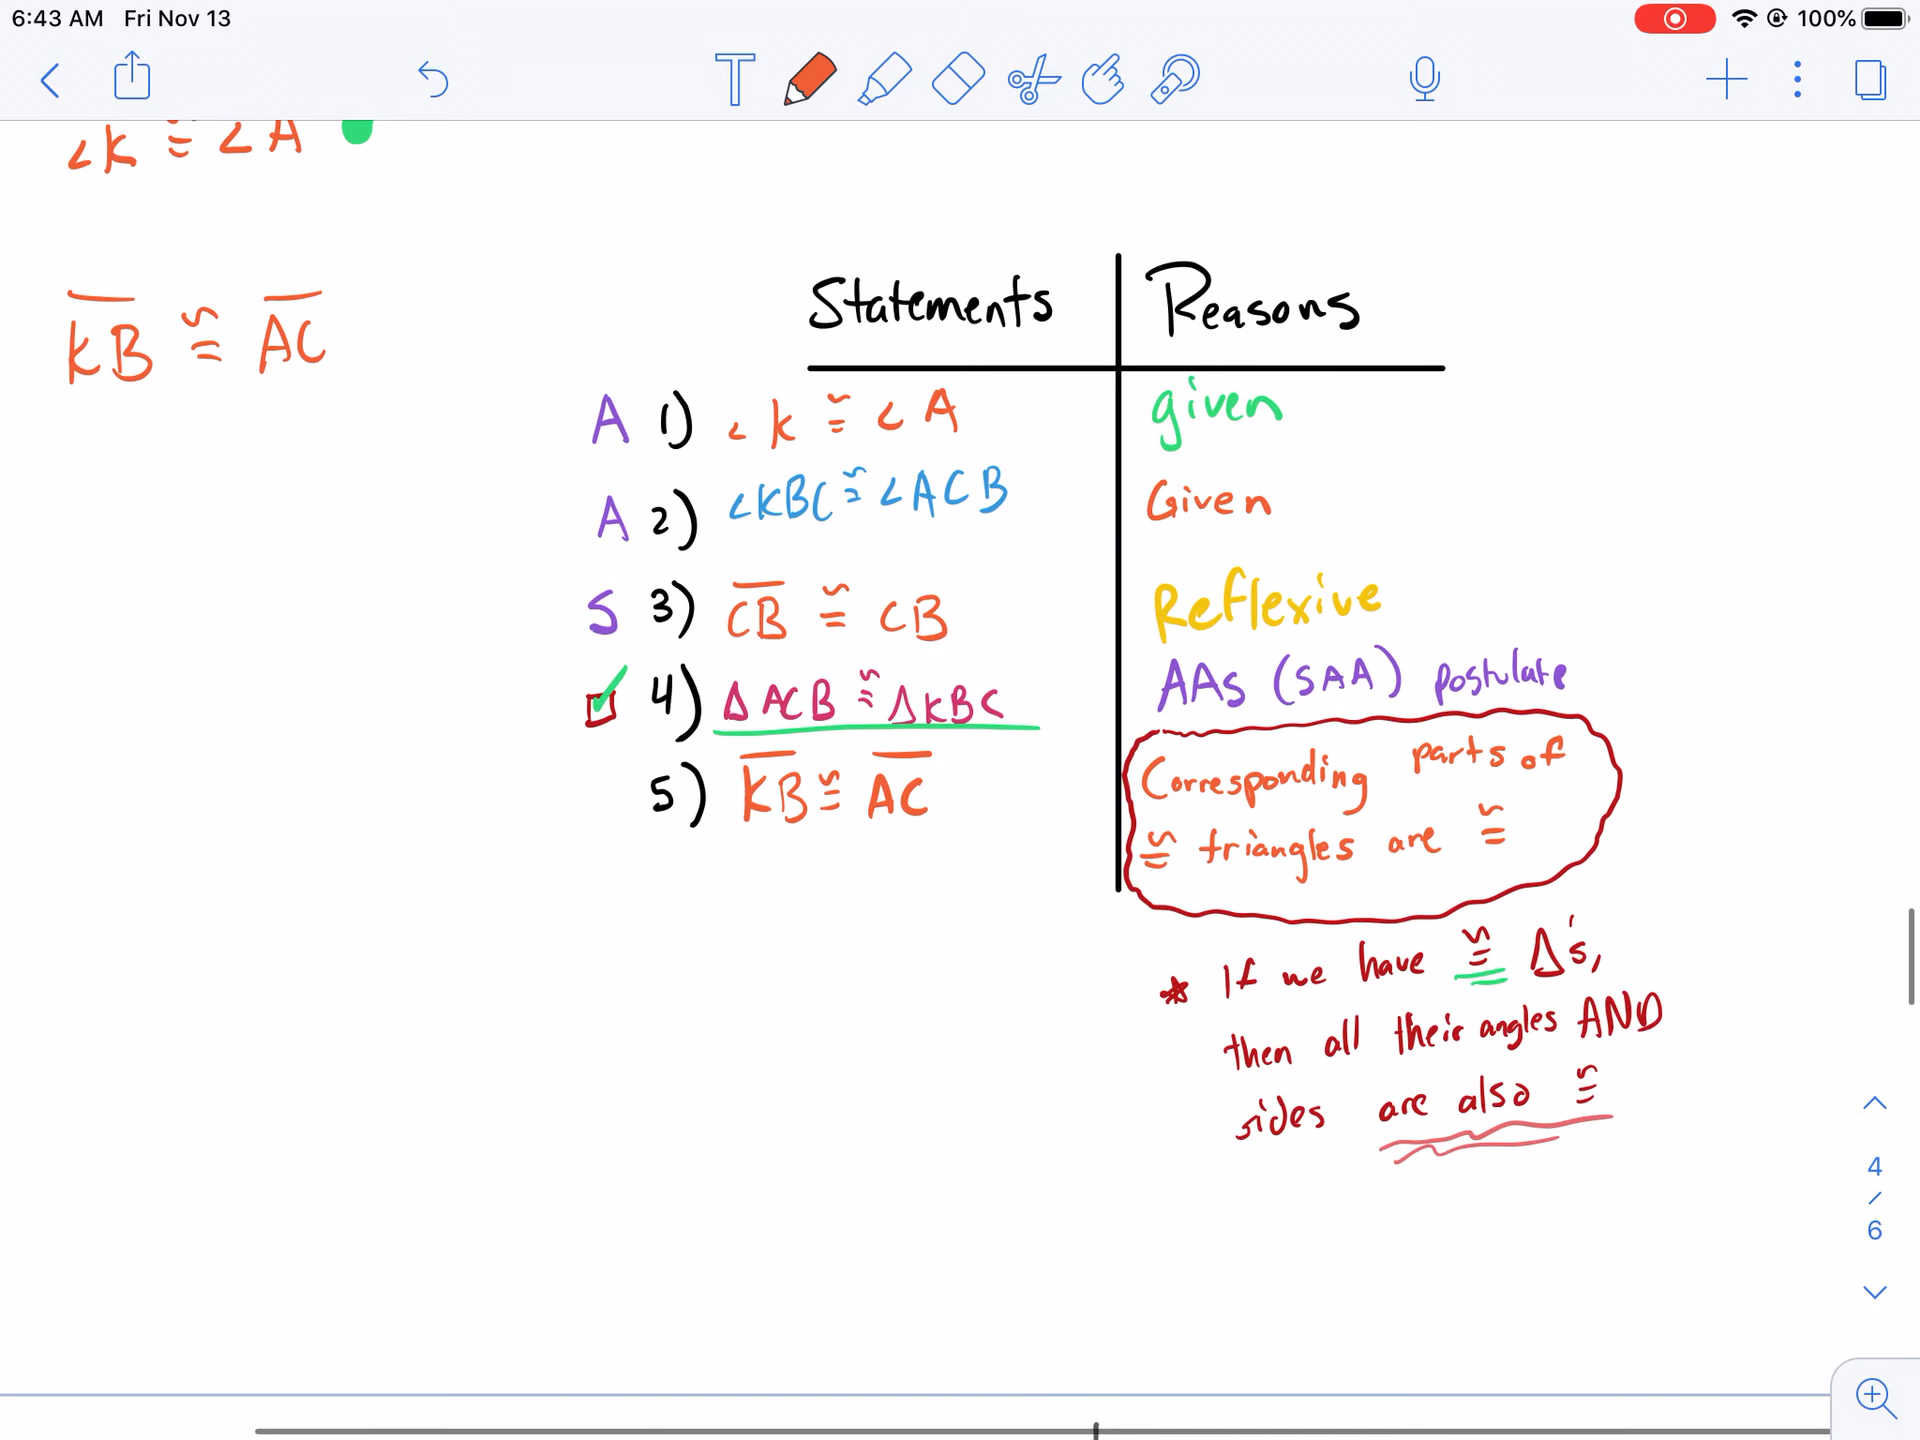 6:43 AM Fri Nov 13
100%
T
∠K ≅ ∠A
Statements Reasons
KB ≅ AC
A 1) ∠K ≅ ∠A given
A 2) ∠KBC ≅ ∠ACB Given
S 3) CB ≅ CB Reflexive
4) ΔACB ≅ ΔKBC AAS (SAA) postulate
5) KB ≅ AC Corresponding parts of
≅ triangles are ≅
* If we have ≅ Δ's,
then all their angles AND
sides are also ≅
4
/
6